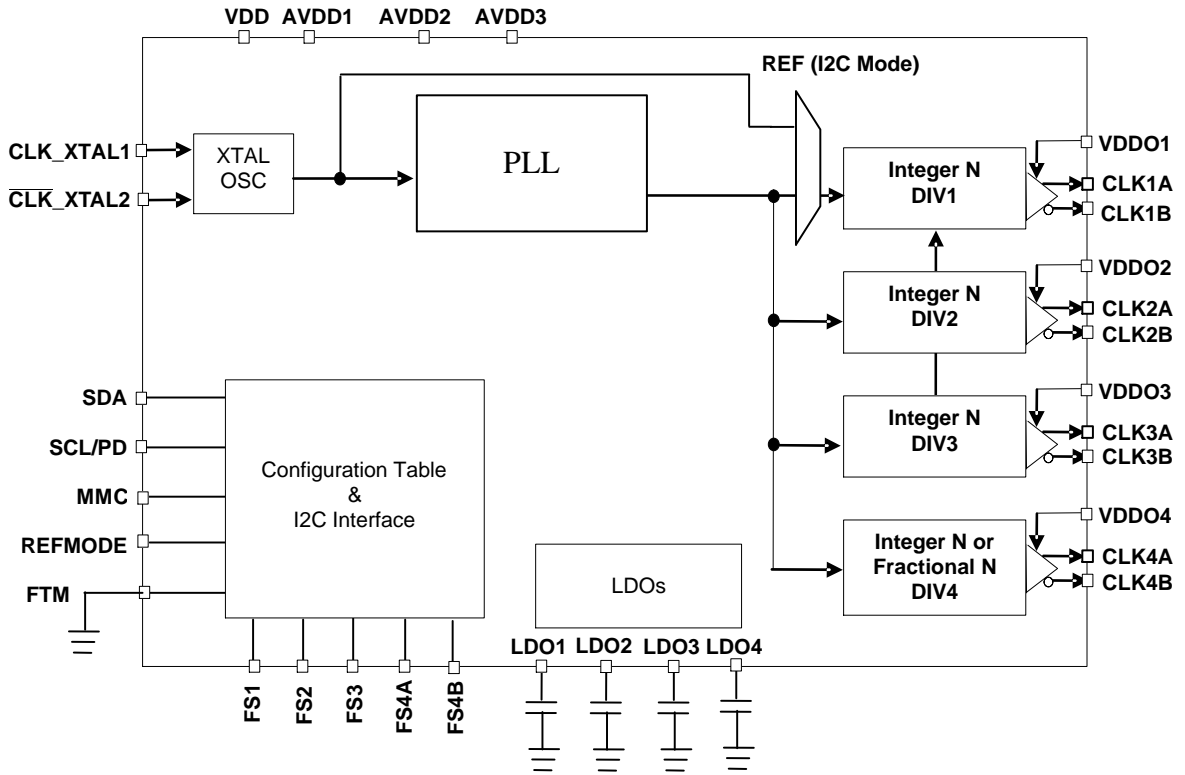 VDD AVDD1 AVDD2 AVDD3
REF (I2C Mode)
CLK_XTAL1
C̅L̅K̅_XTAL2
XTAL
OSC
PLL
Integer N
DIV1
VDDO1
CLK1A
CLK1B
Integer N
DIV2
VDDO2
CLK2A
CLK2B
Integer N
DIV3
VDDO3
CLK3A
CLK3B
Integer N or
Fractional N
DIV4
VDDO4
CLK4A
CLK4B
SDA
SCL/PD
MMC
REFMODE
FTM
Configuration Table
&
I2C Interface
LDOs
LDO1 LDO2 LDO3 LDO4
FS1
FS2
FS3
FS4A
FS4B